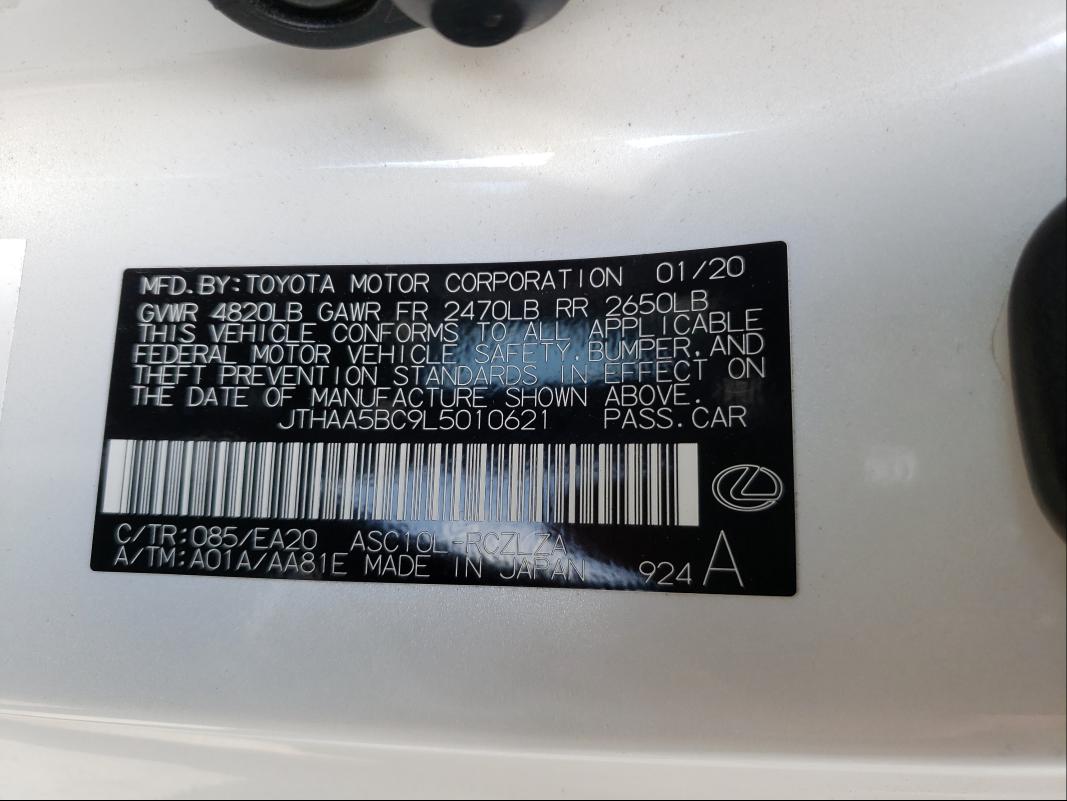 MFD.BY:TOYOTA MOTOR CORPORATION 01/20
GVWR 4820LB GAWR FR 2470LB RR 2650LB
THIS VEHICLE CONFORMS TO ALL APPLICABLE
FEDERAL MOTOR VEHICLE SAFETY,BUMPER,AND
THEFT PREVENTION STANDARDS IN EFFECT ON
THE DATE OF MANUFACTURE SHOWN ABOVE.
JTHAA5BC9L5010621 PASS.CAR
C/TR:085/EA20 ASC10L-RCZLZA
A/TM:A01A/AA81E MADE IN JAPAN 924 A